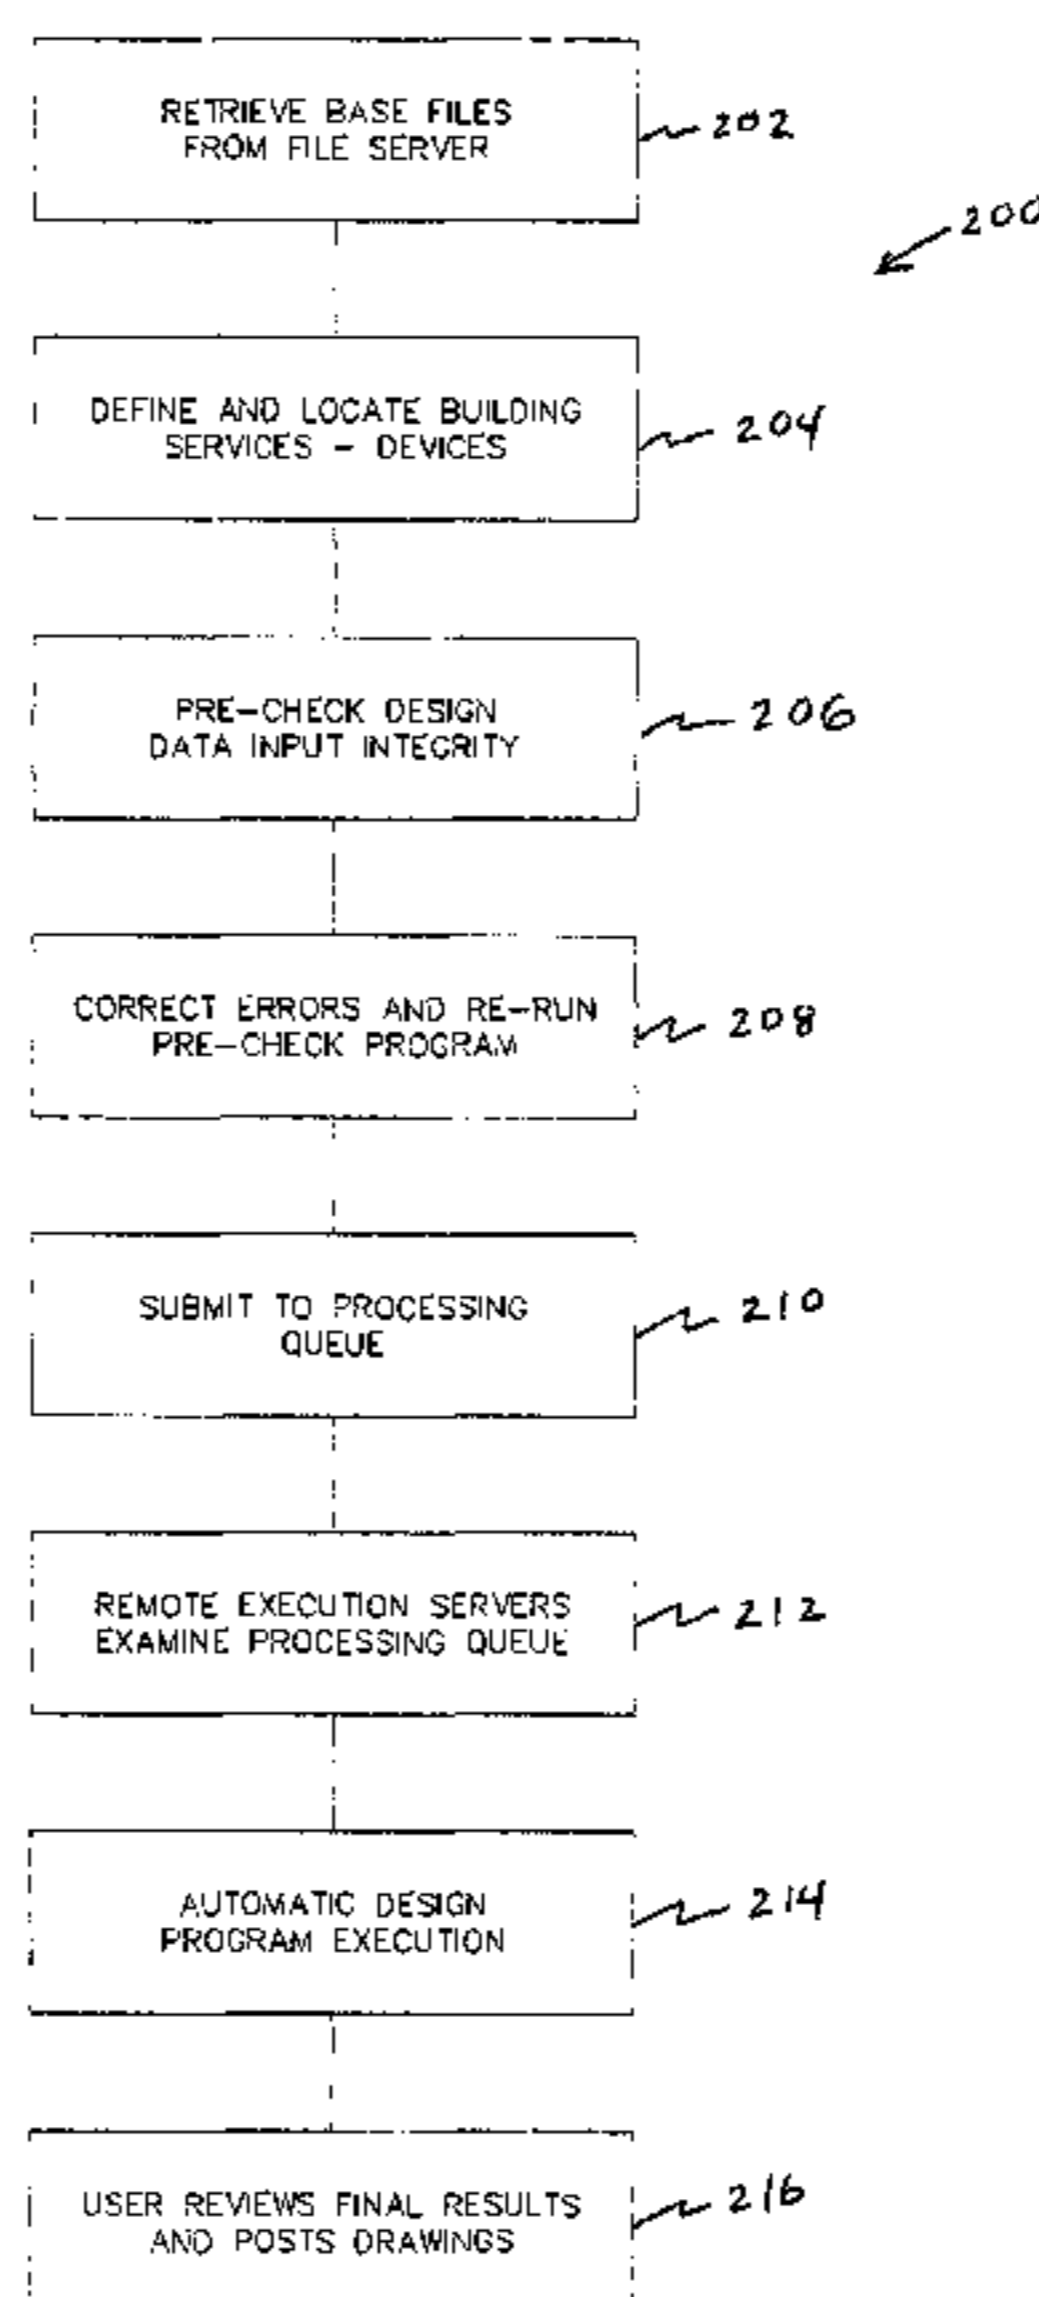 RETRIEVE BASE FILES
FROM FILE SERVER
202
200
DEFINE AND LOCATE BUILDING
SERVICES - DEVICES
204
PRE-CHECK DESIGN
DATA INPUT INTEGRITY
206
CORRECT ERRORS AND RE-RUN
PRE-CHECK PROGRAM
208
SUBMIT TO PROCESSING
QUEUE
210
REMOTE EXECUTION SERVERS
EXAMINE PROCESSING QUEUE
212
AUTOMATIC DESIGN
PROGRAM EXECUTION
214
USER REVIEWS FINAL RESULTS
AND POSTS DRAWINGS
216